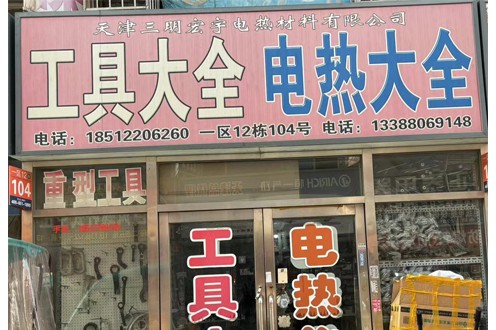 天津三明宏宇电热材料有限公司
工具大全 电热大全
电话：18512206260 一区12栋104号 电话：13388069148
104
重型工具
104
工具
电热